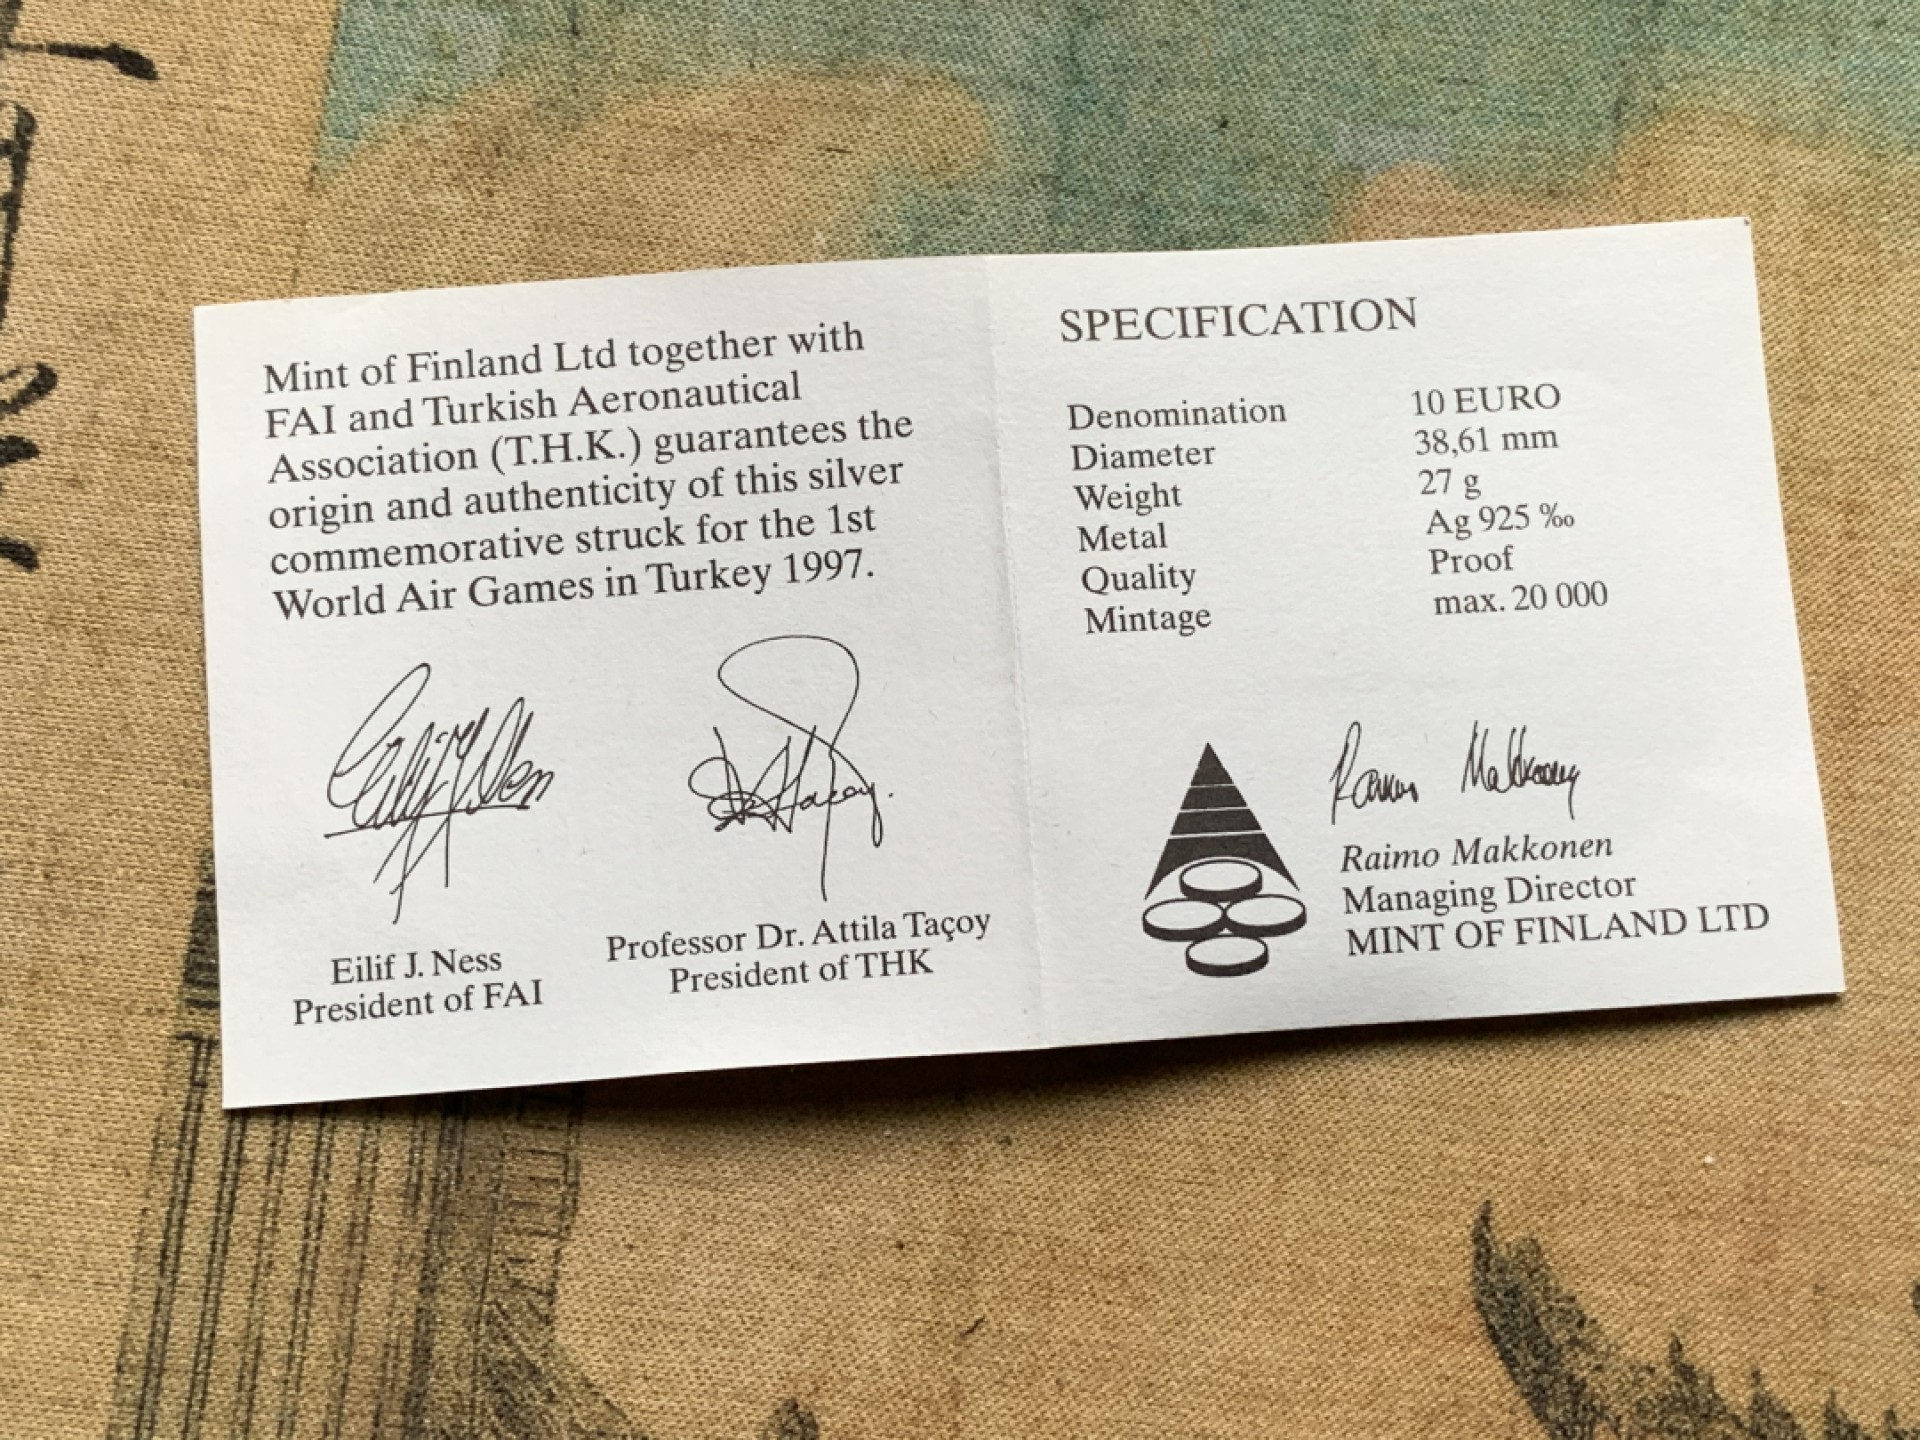 Mint of Finland Ltd together with
FAI and Turkish Aeronautical
Association (T.H.K.) guarantees the
origin and authenticity of this silver
commemorative struck for the 1st
World Air Games in Turkey 1997.
Eilif J. Ness
President of FAI
Professor Dr. Attila Taçoy
President of THK
SPECIFICATION
Denomination 10 EURO
Diameter 38,61 mm
Weight 27 g
Metal Ag 925 ‰
Quality Proof
Mintage max. 20 000
Raimo Makkonen
Raimo Makkonen
Managing Director
MINT OF FINLAND LTD